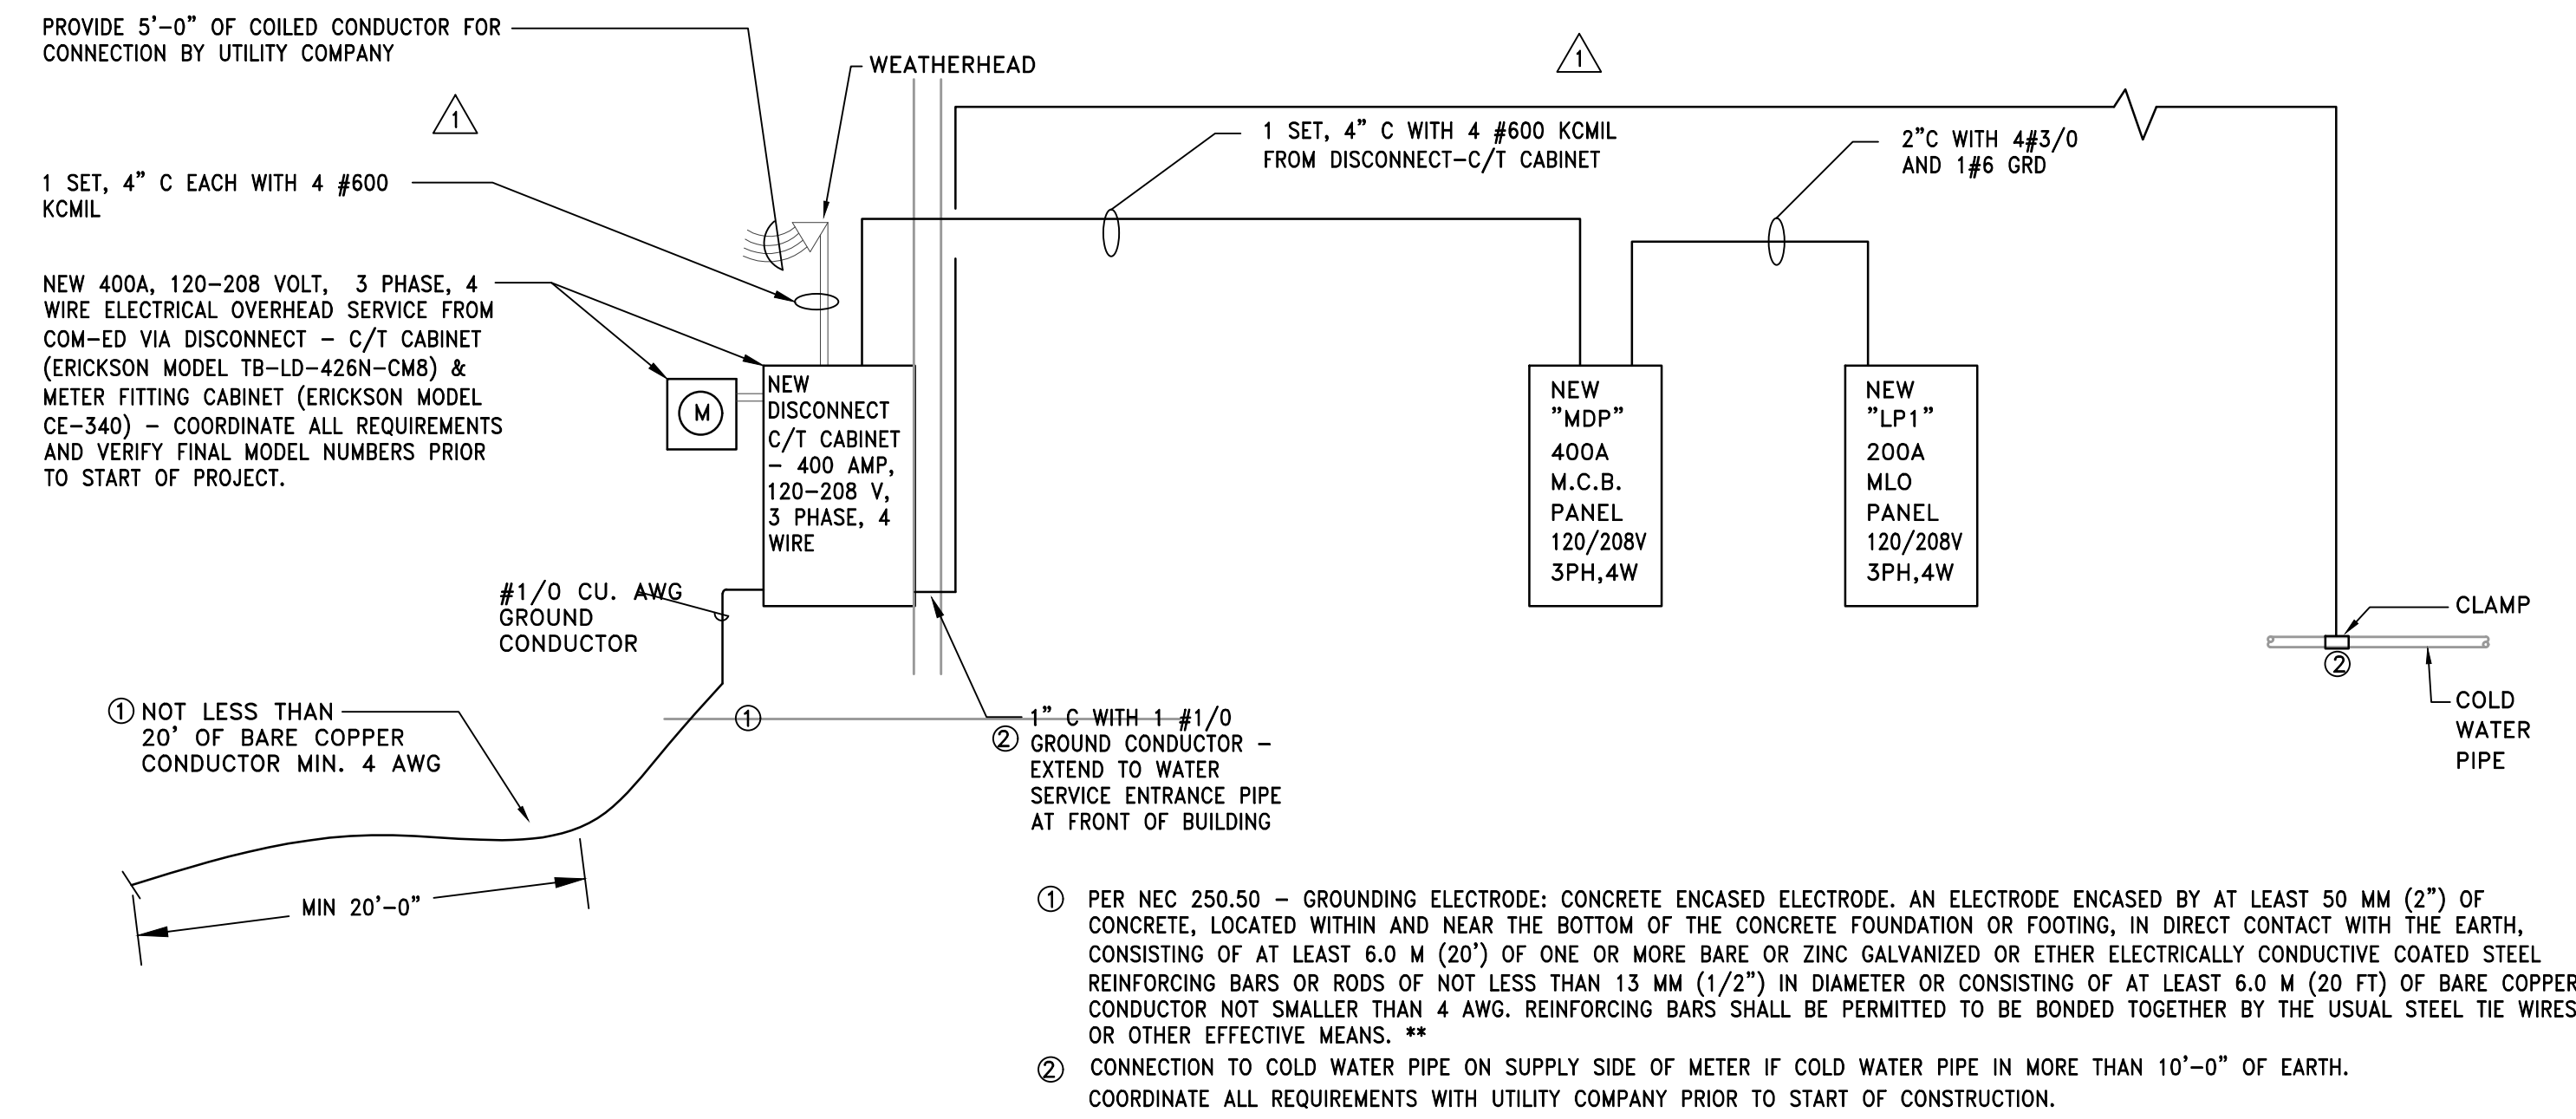 PROVIDE 5'-0" OF COILED CONDUCTOR FOR
CONNECTION BY UTILITY COMPANY
WEATHERHEAD
1
1
1 SET, 4" C WITH 4 #600 KCMIL
FROM DISCONNECT-C/T CABINET
2"C WITH 4#3/0
AND 1#6 GRD
1 SET, 4" C EACH WITH 4 #600
KCMIL
NEW 400A, 120-208 VOLT, 3 PHASE, 4
WIRE ELECTRICAL OVERHEAD SERVICE FROM
COM-ED VIA DISCONNECT - C/T CABINET
(ERICKSON MODEL TB-LD-426N-CM8) &
METER FITTING CABINET (ERICKSON MODEL
CE-340) - COORDINATE ALL REQUIREMENTS
AND VERIFY FINAL MODEL NUMBERS PRIOR
TO START OF PROJECT.
M
NEW
DISCONNECT
C/T CABINET
- 400 AMP,
120-208 V,
3 PHASE, 4
WIRE
NEW
"MDP"
400A
M.C.B.
PANEL
120/208V
3PH,4W
NEW
"LP1"
200A
MLO
PANEL
120/208V
3PH,4W
#1/0 CU. AWG
GROUND
CONDUCTOR
CLAMP
2
COLD
WATER
PIPE
1 NOT LESS THAN
20' OF BARE COPPER
CONDUCTOR MIN. 4 AWG
1
2 1" C WITH 1 #1/0
GROUND CONDUCTOR -
EXTEND TO WATER
SERVICE ENTRANCE PIPE
AT FRONT OF BUILDING
MIN 20'-0"
1 PER NEC 250.50 - GROUNDING ELECTRODE: CONCRETE ENCASED ELECTRODE. AN ELECTRODE ENCASED BY AT LEAST 50 MM (2") OF
CONCRETE, LOCATED WITHIN AND NEAR THE BOTTOM OF THE CONCRETE FOUNDATION OR FOOTING, IN DIRECT CONTACT WITH THE EARTH,
CONSISTING OF AT LEAST 6.0 M (20') OF ONE OR MORE BARE OR ZINC GALVANIZED OR ETHER ELECTRICALLY CONDUCTIVE COATED STEEL
REINFORCING BARS OR RODS OF NOT LESS THAN 13 MM (1/2") IN DIAMETER OR CONSISTING OF AT LEAST 6.0 M (20 FT) OF BARE COPPER
CONDUCTOR NOT SMALLER THAN 4 AWG. REINFORCING BARS SHALL BE PERMITTED TO BE BONDED TOGETHER BY THE USUAL STEEL TIE WIRES
OR OTHER EFFECTIVE MEANS. **
2 CONNECTION TO COLD WATER PIPE ON SUPPLY SIDE OF METER IF COLD WATER PIPE IN MORE THAN 10'-0" OF EARTH.
COORDINATE ALL REQUIREMENTS WITH UTILITY COMPANY PRIOR TO START OF CONSTRUCTION.